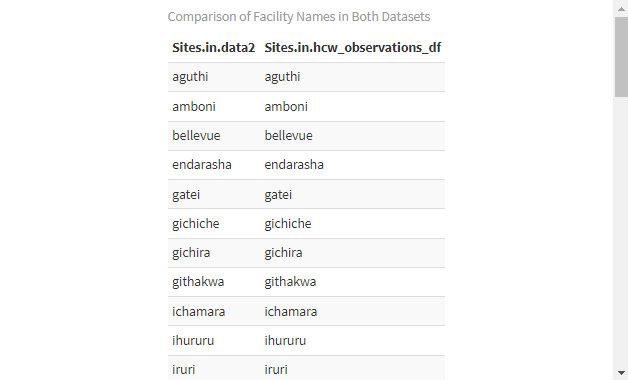 Comparison of Facility Names in Both Datasets
Sites.in.data2 Sites.in.hcw_observations_df
aguthi aguthi
amboni amboni
bellevue bellevue
endarasha endarasha
gatei gatei
gichiche gichiche
gichira gichira
githakwa githakwa
ichamara ichamara
ihururu ihururu
iruri iruri